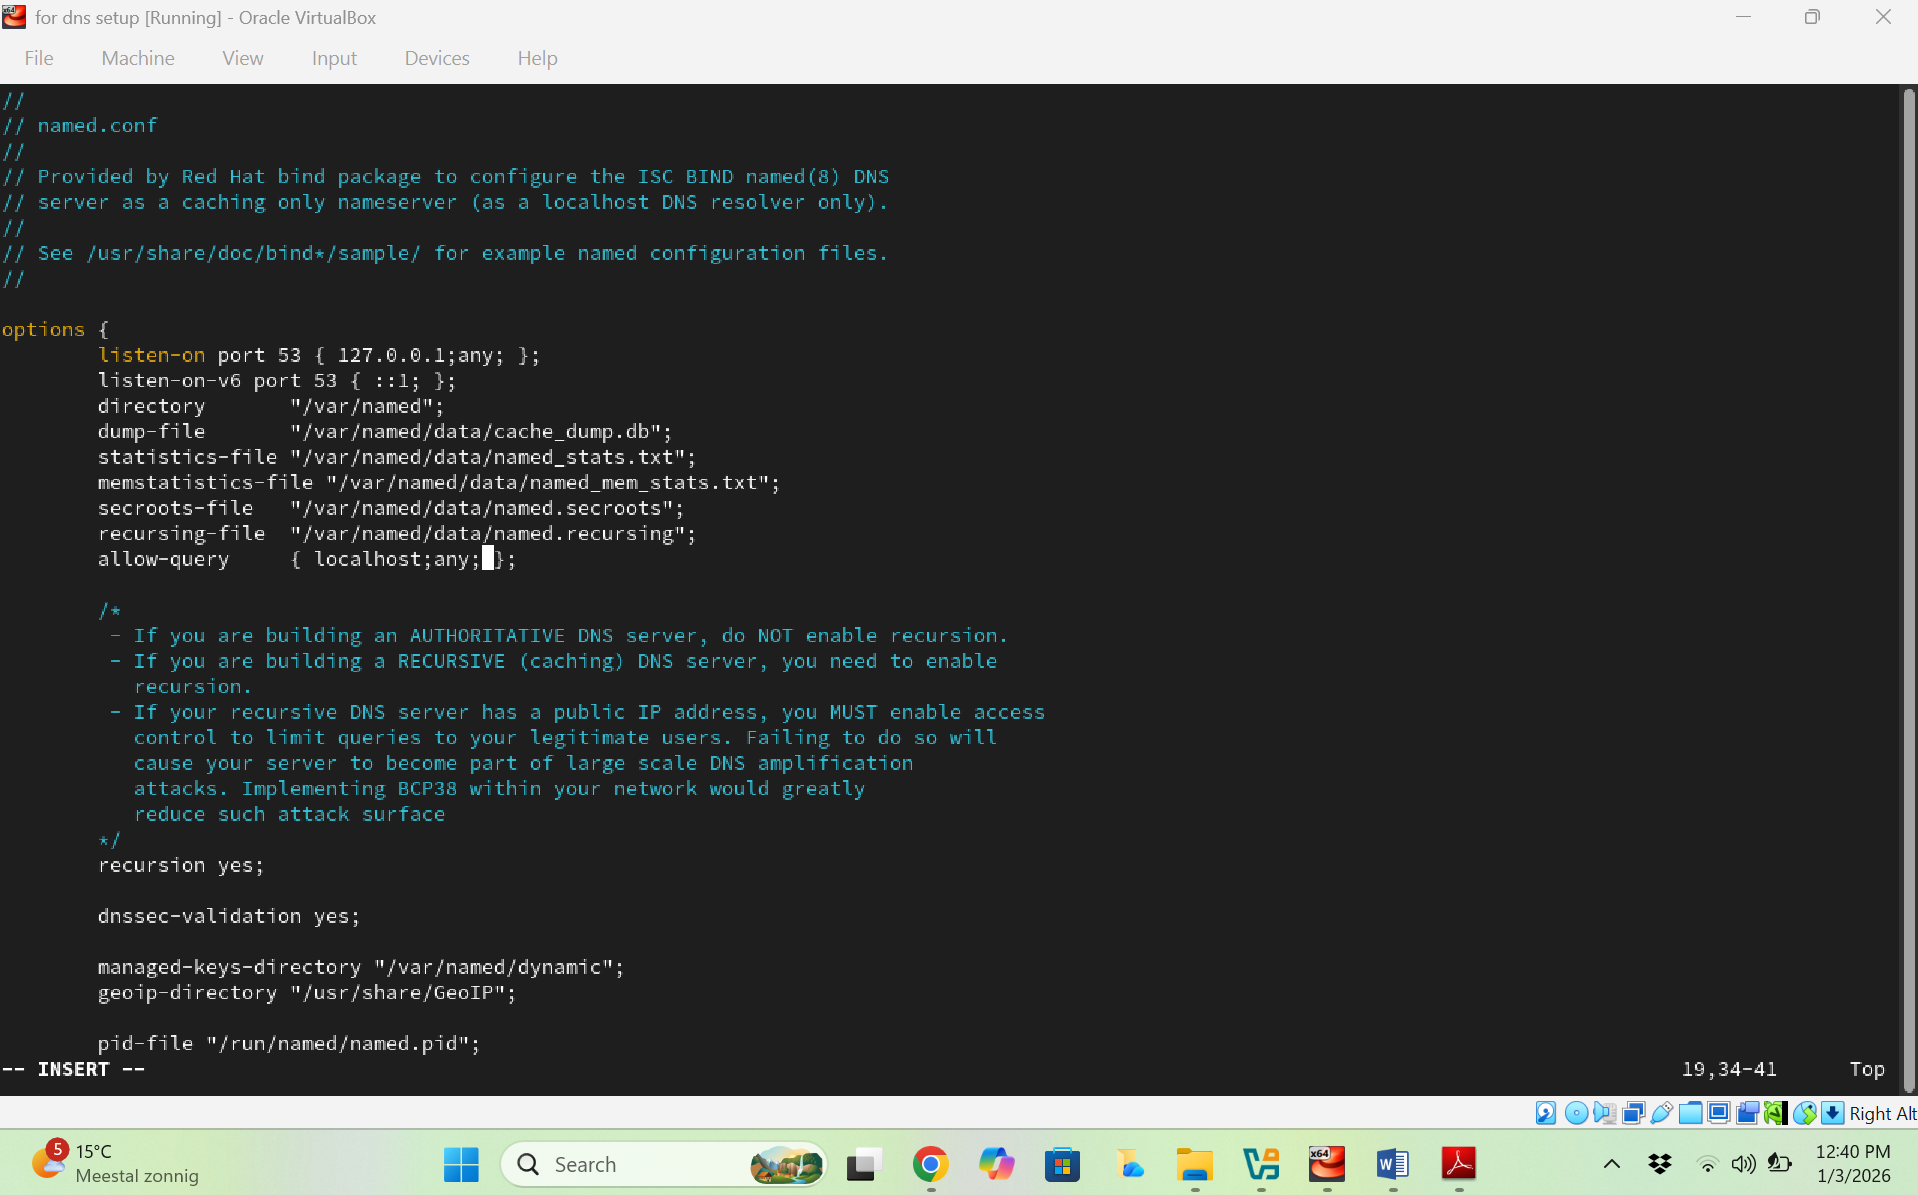 for dns setup [Running] - Oracle VirtualBox
File Machine View Input Devices Help
//
// named.conf
//
// Provided by Red Hat bind package to configure the ISC BIND named(8) DNS
// server as a caching only nameserver (as a localhost DNS resolver only).
//
// See /usr/share/doc/bind*/sample/ for example named configuration files.
//
options {
listen-on port 53 { 127.0.0.1;any; };
listen-on-v6 port 53 { ::1; };
directory "/var/named";
dump-file "/var/named/data/cache_dump.db";
statistics-file "/var/named/data/named_stats.txt";
memstatistics-file "/var/named/data/named_mem_stats.txt";
secroots-file "/var/named/data/named.secroots";
recursing-file "/var/named/data/named.recursing";
allow-query { localhost;any; };
/*
- If you are building an AUTHORITATIVE DNS server, do NOT enable recursion.
- If you are building a RECURSIVE (caching) DNS server, you need to enable
recursion.
- If your recursive DNS server has a public IP address, you MUST enable access
control to limit queries to your legitimate users. Failing to do so will
cause your server to become part of large scale DNS amplification
attacks. Implementing BCP38 within your network would greatly
reduce such attack surface
*/
recursion yes;
dnssec-validation yes;
managed-keys-directory "/var/named/dynamic";
geoip-directory "/usr/share/GeoIP";
pid-file "/run/named/named.pid";
-- INSERT -- 19,34-41 Top
Right Alt
5 15°C
Meestal zonnig
Search
x64
12:40 PM
1/3/2026